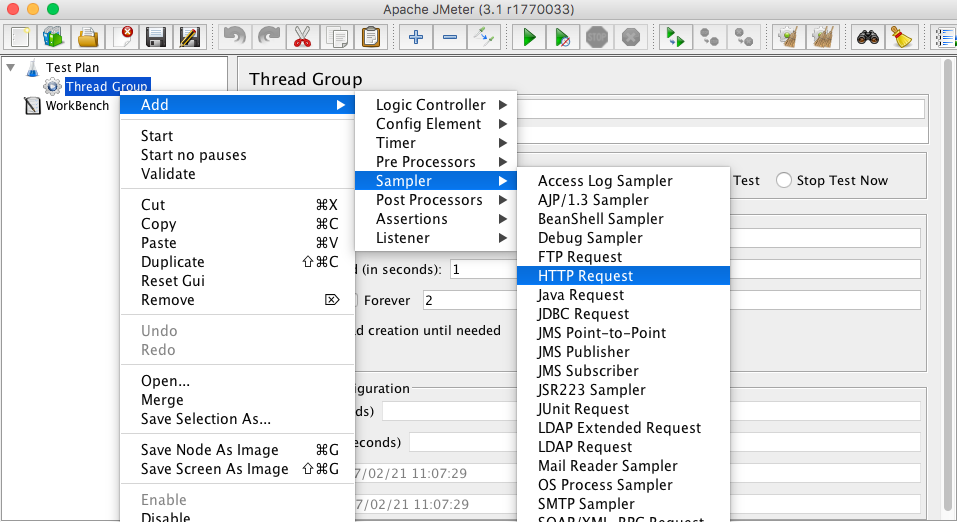 Apache JMeter (3.1 r1770033)
Test Plan
Thread Group
WorkBench
Thread Group
Add
Start
Start no pauses
Validate
Cut ⌘X
Copy ⌘C
Paste ⌘V
Duplicate ⇧⌘C
Reset Gui
Remove ⌦
Undo
Redo
Open...
Merge
Save Selection As...
Save Node As Image ⌘G
Save Screen As Image ⇧⌘G
Enable
Disable
Logic Controller
Config Element
Timer
Pre Processors
Sampler
Post Processors
Assertions
Listener
Access Log Sampler
AJP/1.3 Sampler
BeanShell Sampler
Debug Sampler
FTP Request
HTTP Request
Java Request
JDBC Request
JMS Point-to-Point
JMS Publisher
JMS Subscriber
JSR223 Sampler
JUnit Request
LDAP Extended Request
LDAP Request
Mail Reader Sampler
OS Process Sampler
SMTP Sampler
SOAP/XML-RPC Request
Test Stop Test Now
(in seconds): 1
Forever 2
d creation until needed
iguration
ds)
econds)
7/02/21 11:07:29
/02/21 11:07:29